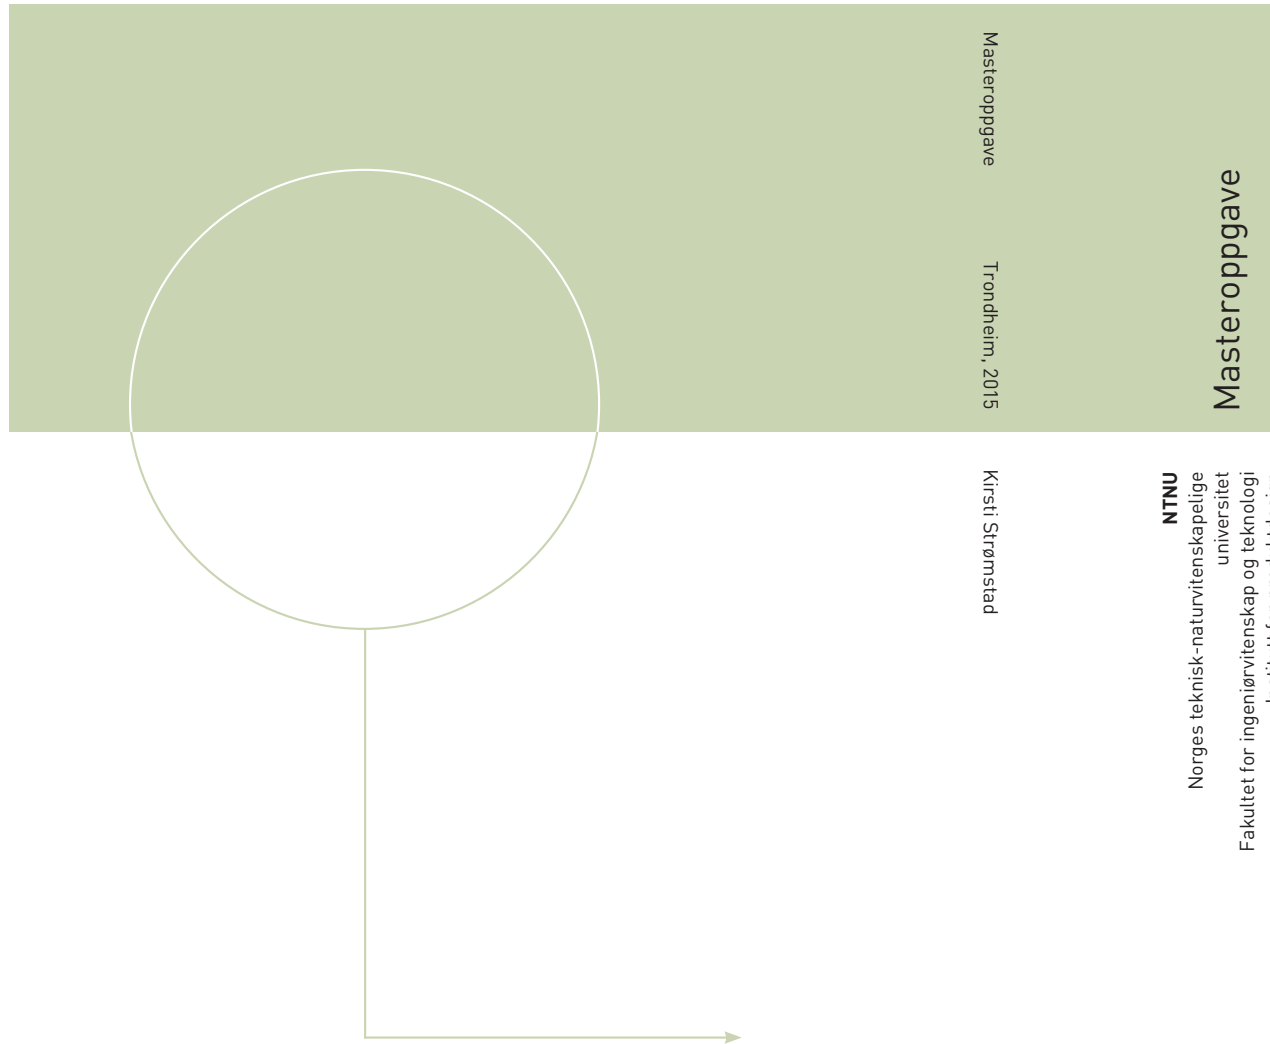 Masteroppgave
Trondheim, 2015
Kirsti Strømstad
Masteroppgave
NTNU
Norges teknisk-naturvitenskapelige
universitet
Fakultet for ingeniørvitenskap og teknologi